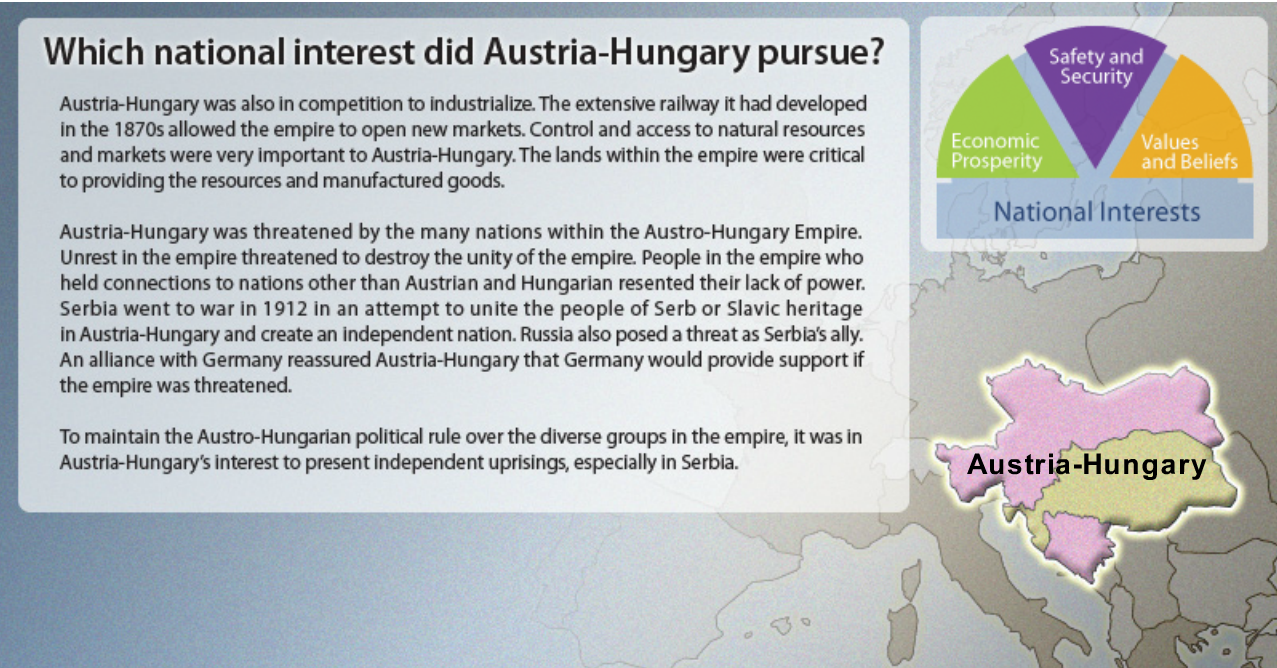 Which national interest did Austria-Hungary pursue?
Austria-Hungary was also in competition to industrialize. The extensive railway it had developed
in the 1870s allowed the empire to open new markets. Control and access to natural resources
and markets were very important to Austria-Hungary. The lands within the empire were critical
to providing the resources and manufactured goods.
Austria-Hungary was threatened by the many nations within the Austro-Hungary Empire.
Unrest in the empire threatened to destroy the unity of the empire. People in the empire who
held connections to nations other than Austrian and Hungarian resented their lack of power.
Serbia went to war in 1912 in an attempt to unite the people of Serb or Slavic heritage
in Austria-Hungary and create an independent nation. Russia also posed a threat as Serbia's ally.
An alliance with Germany reassured Austria-Hungary that Germany would provide support if
the empire was threatened.
To maintain the Austro-Hungarian political rule over the diverse groups in the empire, it was in
Austria-Hungary's interest to present independent uprisings, especially in Serbia.
Safety and
Security
Economic
Prosperity
Values
and Beliefs
National Interests
Austria-Hungary